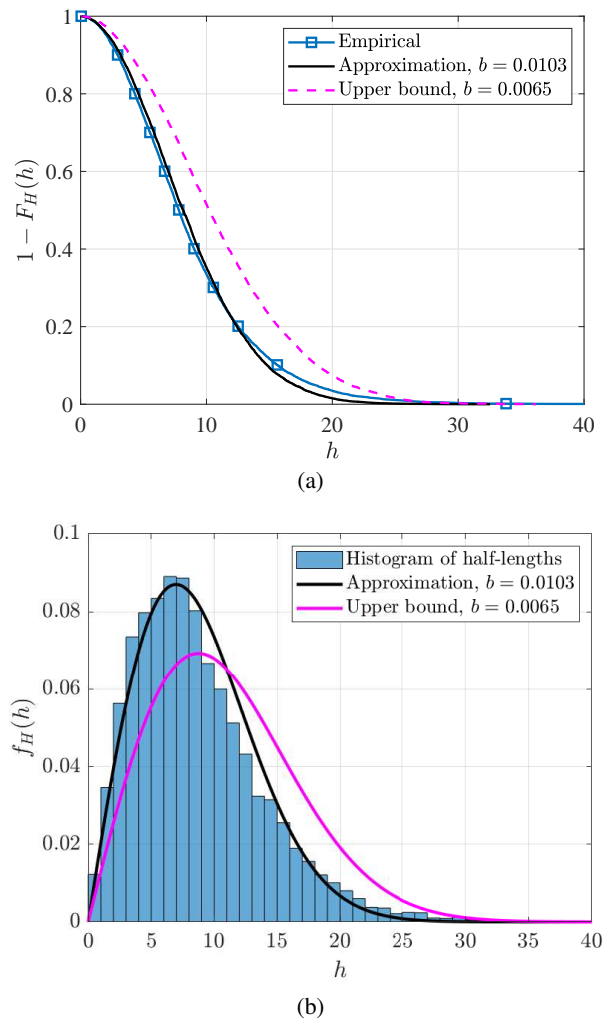 1
0.8
0.6
0.4
0.2
0
1 − F_H(h)
Empirical
Approximation, b = 0.0103
Upper bound, b = 0.0065
0 10 20 30 40
h
(a)
0.1
0.08
0.06
0.04
0.02
0
f_H(h)
Histogram of half-lengths
Approximation, b = 0.0103
Upper bound, b = 0.0065
0 5 10 15 20 25 30 35 40
h
(b)